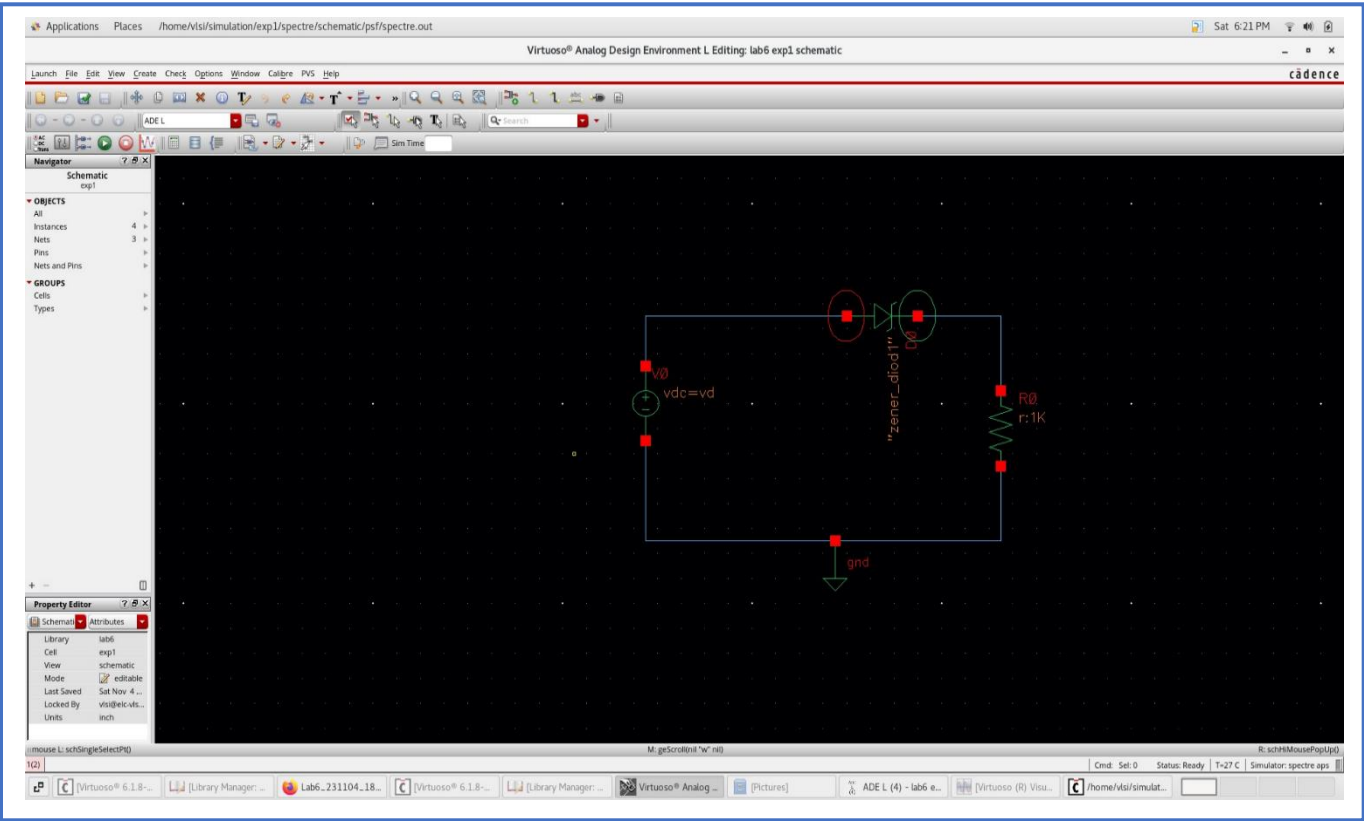 Applications Places /home/vlsi/simulation/exp1/spectre/schematic/psf/spectre.out Sat 6:21 PM
Virtuoso® Analog Design Environment L Editing: lab6 exp1 schematic
Launch File Edit View Create Check Options Window Calibre PVS Help cādence
ADE L Search
Sim Time
Navigator
Schematic
exp1
OBJECTS
All
Instances 4
Nets 3
Pins
Nets and Pins
GROUPS
Cells
Types
V0
vdc=vd
"zener_diod1"
D0
R0
r:1K
gnd
Property Editor
Schemati Attributes
Library lab6
Cell exp1
View schematic
Mode editable
Last Saved Sat Nov 4 ...
Locked By vlsi@elc-vls...
Units inch
mouse L: schSingleSelectPt() M: geScroll(nil "w" nil) R: schHiMousePopUp()
1(2) Cmd: Sel: 0 Status: Ready T=27 C Simulator: spectre aps
[Virtuoso® 6.1.8-... [Library Manager: ... Lab6_231104_18... [Virtuoso® 6.1.8-... [Library Manager: ... Virtuoso® Analog ... [Pictures] ADE L (4) - lab6 e... [Virtuoso (R) Visu... /home/vlsi/simulat...